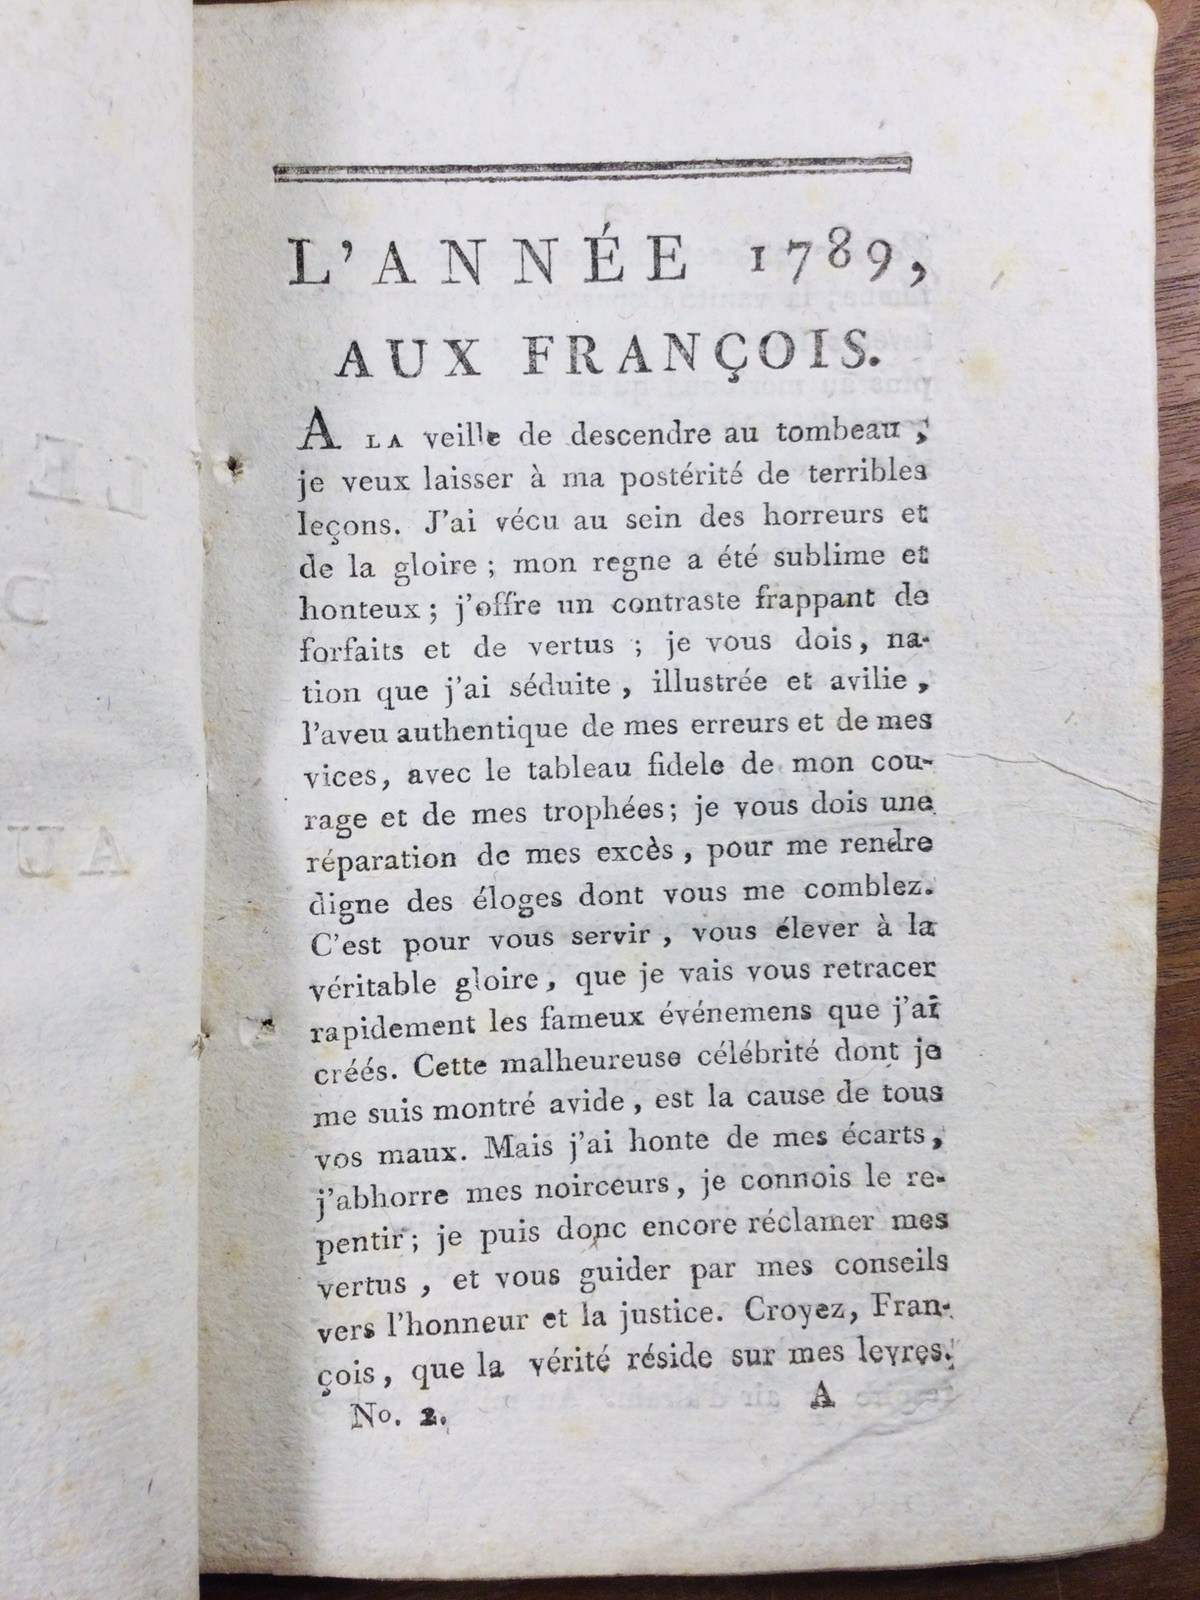 L'ANNÉE 1789,
AUX FRANÇOIS.
A LA veille de descendre au tombeau,
je veux laisser à ma postérité de terribles
leçons. J'ai vécu au sein des horreurs et
de la gloire ; mon regne a été sublime et
honteux ; j'offre un contraste frappant de
forfaits et de vertus ; je vous dois, na-
tion que j'ai séduite, illustrée et avilie,
l'aveu authentique de mes erreurs et de mes
vices, avec le tableau fidele de mon cou-
rage et de mes trophées ; je vous dois une
réparation de mes excès, pour me rendre
digne des éloges dont vous me comblez.
C'est pour vous servir, vous élever à la
véritable gloire, que je vais vous retracer
rapidement les fameux événemens que j'ai
créés. Cette malheureuse célébrité dont je
me suis montré avide, est la cause de tous
vos maux. Mais j'ai honte de mes écarts,
j'abhorre mes noirceurs, je connois le re-
pentir ; je puis donc encore réclamer mes
vertus, et vous guider par mes conseils
vers l'honneur et la justice. Croyez, Fran-
çois, que la vérité réside sur mes levres.
No. 2. A